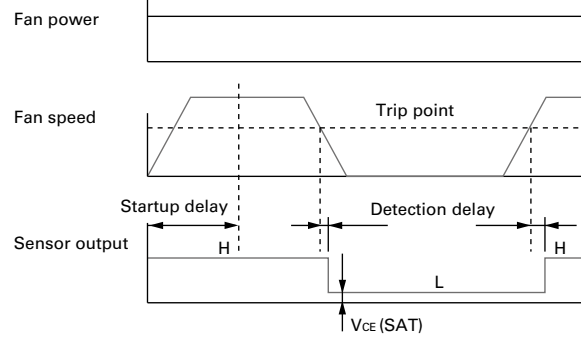 Fan power
Fan speed
Trip point
Startup delay
Detection delay
Sensor output
H
H
L
VCE (SAT)